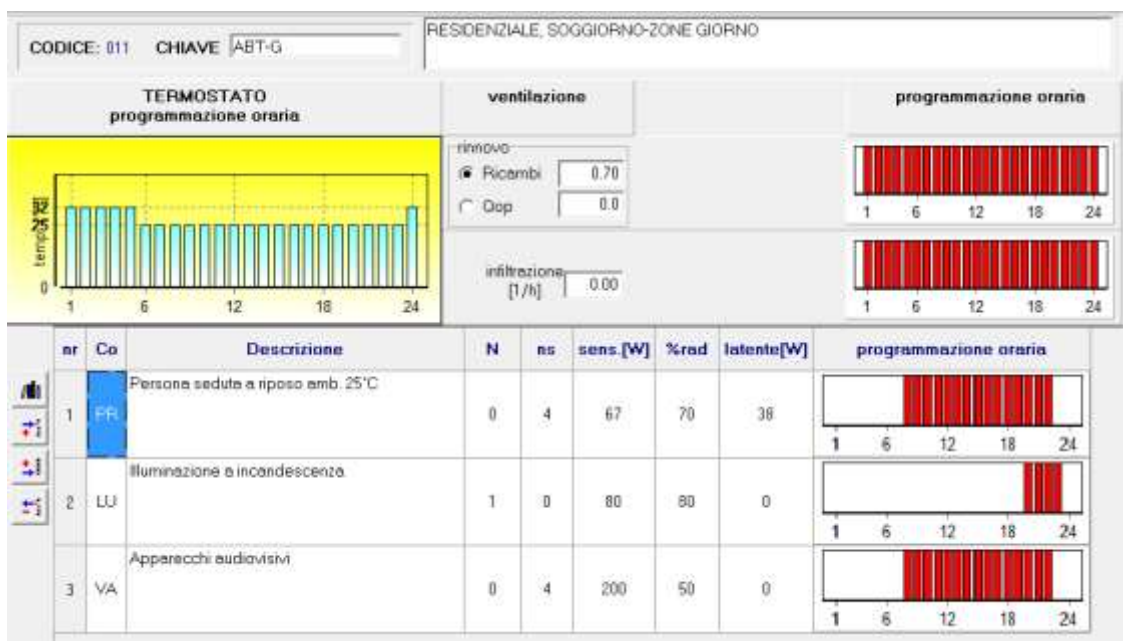 CODICE: 011 CHIAVE ABT-G
RESIDENZIALE, SOGGIORNO-ZONE GIORNO
TERMOSTATO
programmazione oraria
ventilazione
programmazione oraria
32
25
0
1 6 12 18 24
rinnovo
Ricambi 0.70
Qop 0.0
1 6 12 18 24
infiltrazione
[1/h] 0.00
1 6 12 18 24
nr Co Descrizione N ns sens.[W] %rad latente[W] programmazione oraria
1 PR Persona seduta a riposo amb. 25°C 0 4 67 70 38
1 6 12 18 24
2 LU Illuminazione a incandescenza 1 0 80 80 0
1 6 12 18 24
3 VA Apparecchi audiovisivi 0 4 200 50 0
1 6 12 18 24